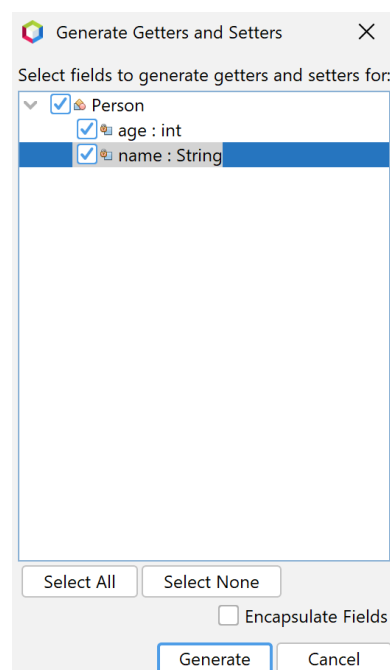 Generate Getters and Setters
Select fields to generate getters and setters for:
Person
age : int
name : String
Select All Select None
Encapsulate Fields
Generate Cancel